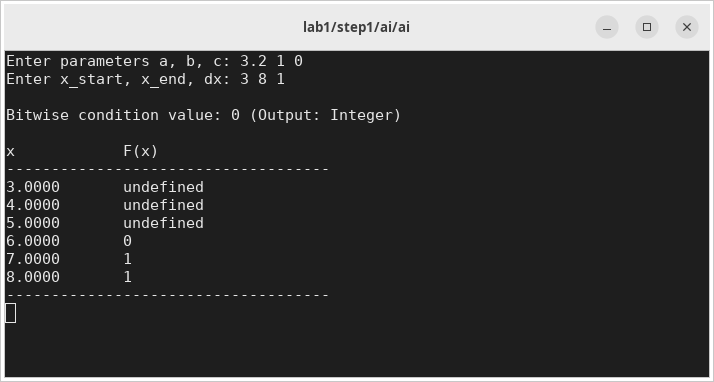 lab1/step1/ai/ai
Enter parameters a, b, c: 3.2 1 0
Enter x_start, x_end, dx: 3 8 1
Bitwise condition value: 0 (Output: Integer)
x            F(x)
------------------------------------
3.0000       undefined
4.0000       undefined
5.0000       undefined
6.0000       0
7.0000       1
8.0000       1
------------------------------------